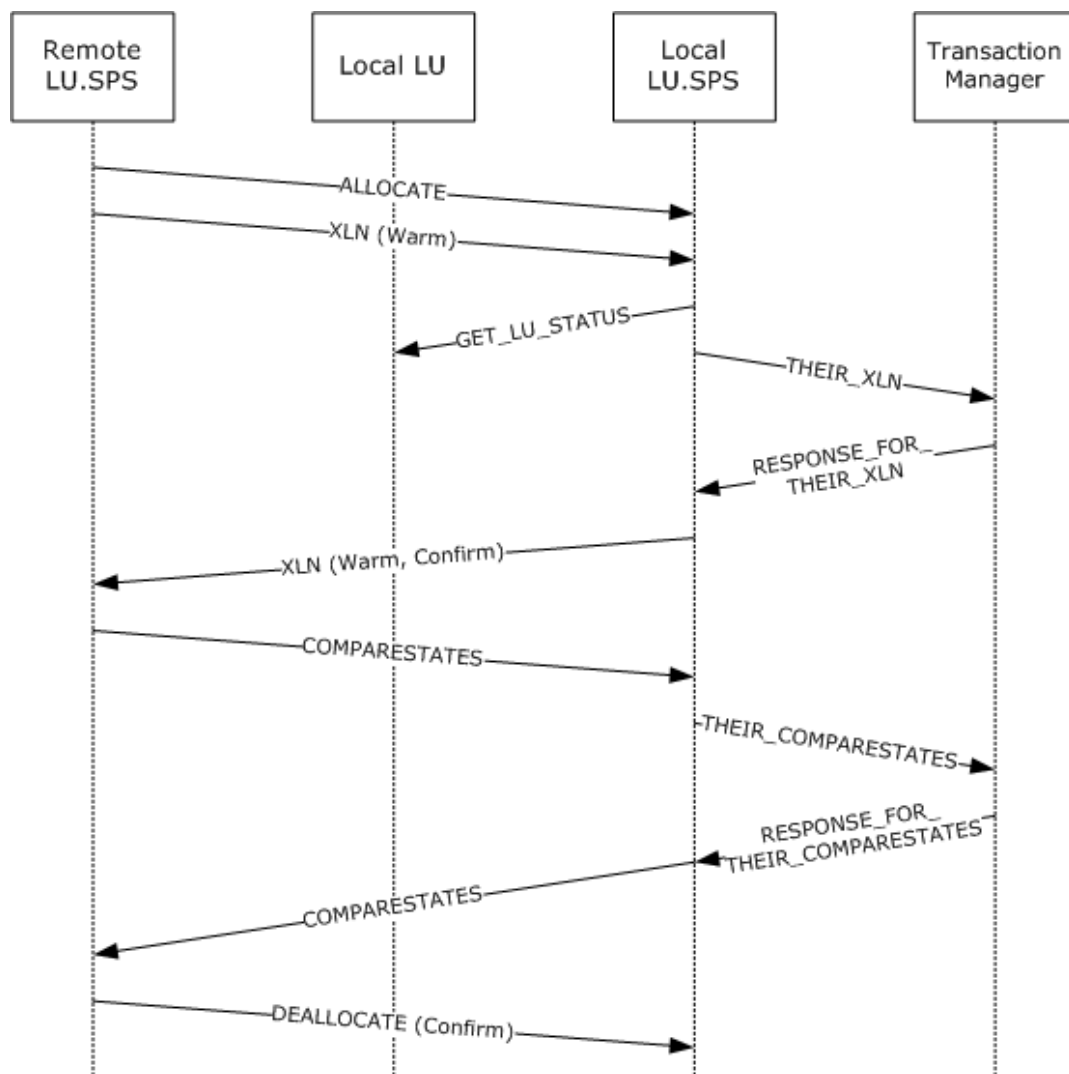 Remote
LU.SPS
Local LU
Local
LU.SPS
Transaction
Manager
ALLOCATE
XLN (Warm)
GET_LU_STATUS
THEIR_XLN
RESPONSE_FOR_
THEIR_XLN
XLN (Warm, Confirm)
COMPARESTATES
THEIR_COMPARESTATES
RESPONSE_FOR_
THEIR_COMPARESTATES
COMPARESTATES
DEALLOCATE (Confirm)